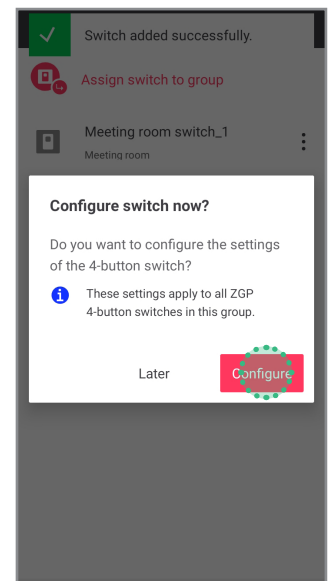 Switch added successfully.
Assign switch to group
Meeting room switch_1
Meeting room
Configure switch now?
Do you want to configure the settings
of the 4-button switch?
These settings apply to all ZGP
4-button switches in this group.
Later Configure